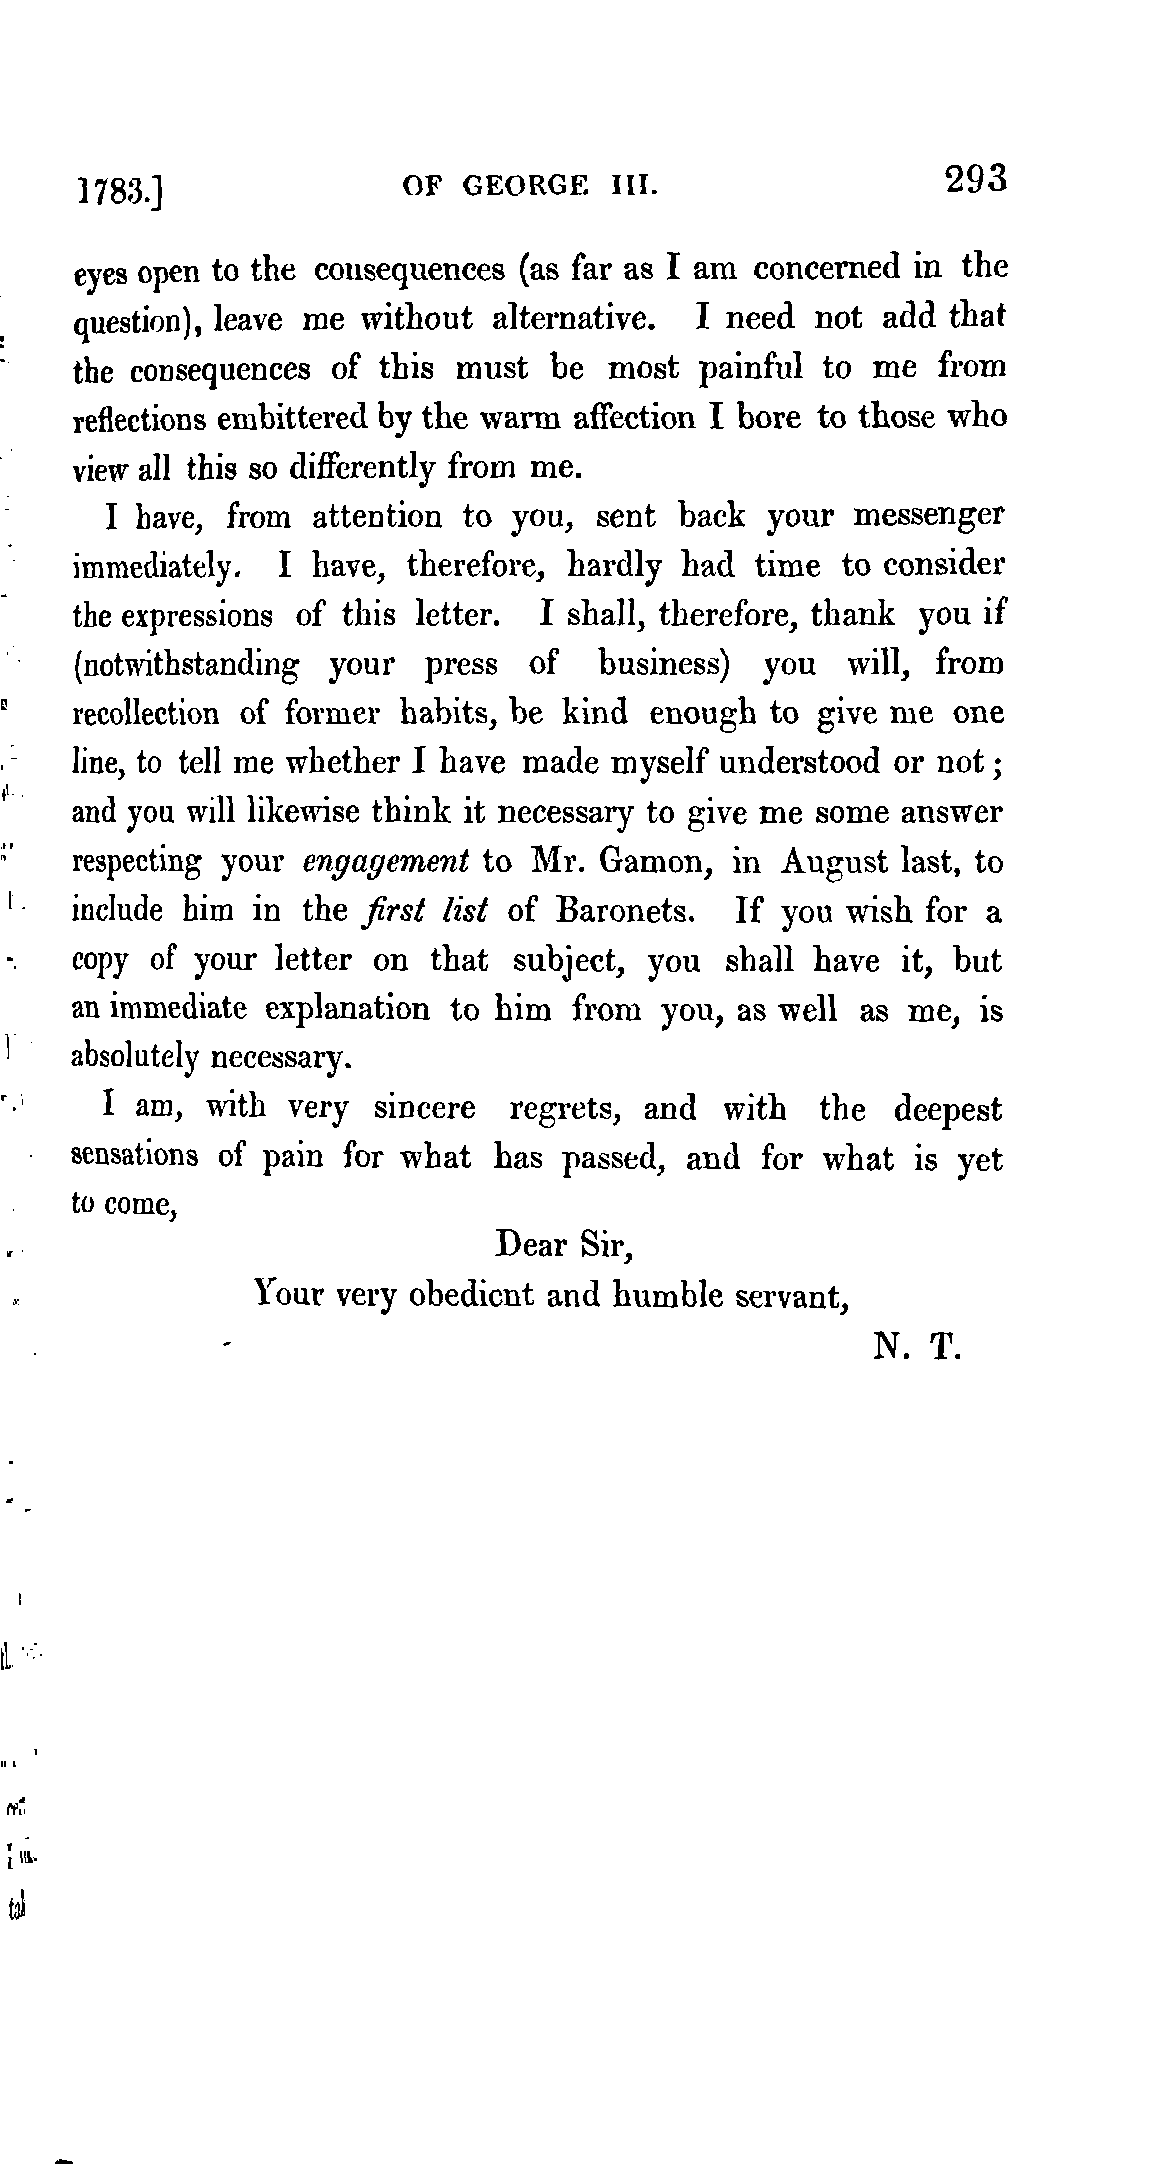 1783.] OF GEORGE III. 293
eyes open to the consequences (as far as I am concerned in the
question), leave me without alternative. I need not add that
the consequences of this must be most painful to me from
reflections embittered by the warm affection I bore to those who
view all this so differently from me.
I have, from attention to you, sent back your messenger
immediately. I have, therefore, hardly had time to consider
the expressions of this letter. I shall, therefore, thank you if
(notwithstanding your press of business) you will, from
recollection of former habits, be kind enough to give me one
line, to tell me whether I have made myself understood or not;
and you will likewise think it necessary to give me some answer
respecting your engagement to Mr. Gamon, in August last, to
include him in the first list of Baronets. If you wish for a
copy of your letter on that subject, you shall have it, but
an immediate explanation to him from you, as well as me, is
absolutely necessary.
I am, with very sincere regrets, and with the deepest
sensations of pain for what has passed, and for what is yet
to come,
Dear Sir,
Your very obedient and humble servant,
N. T.